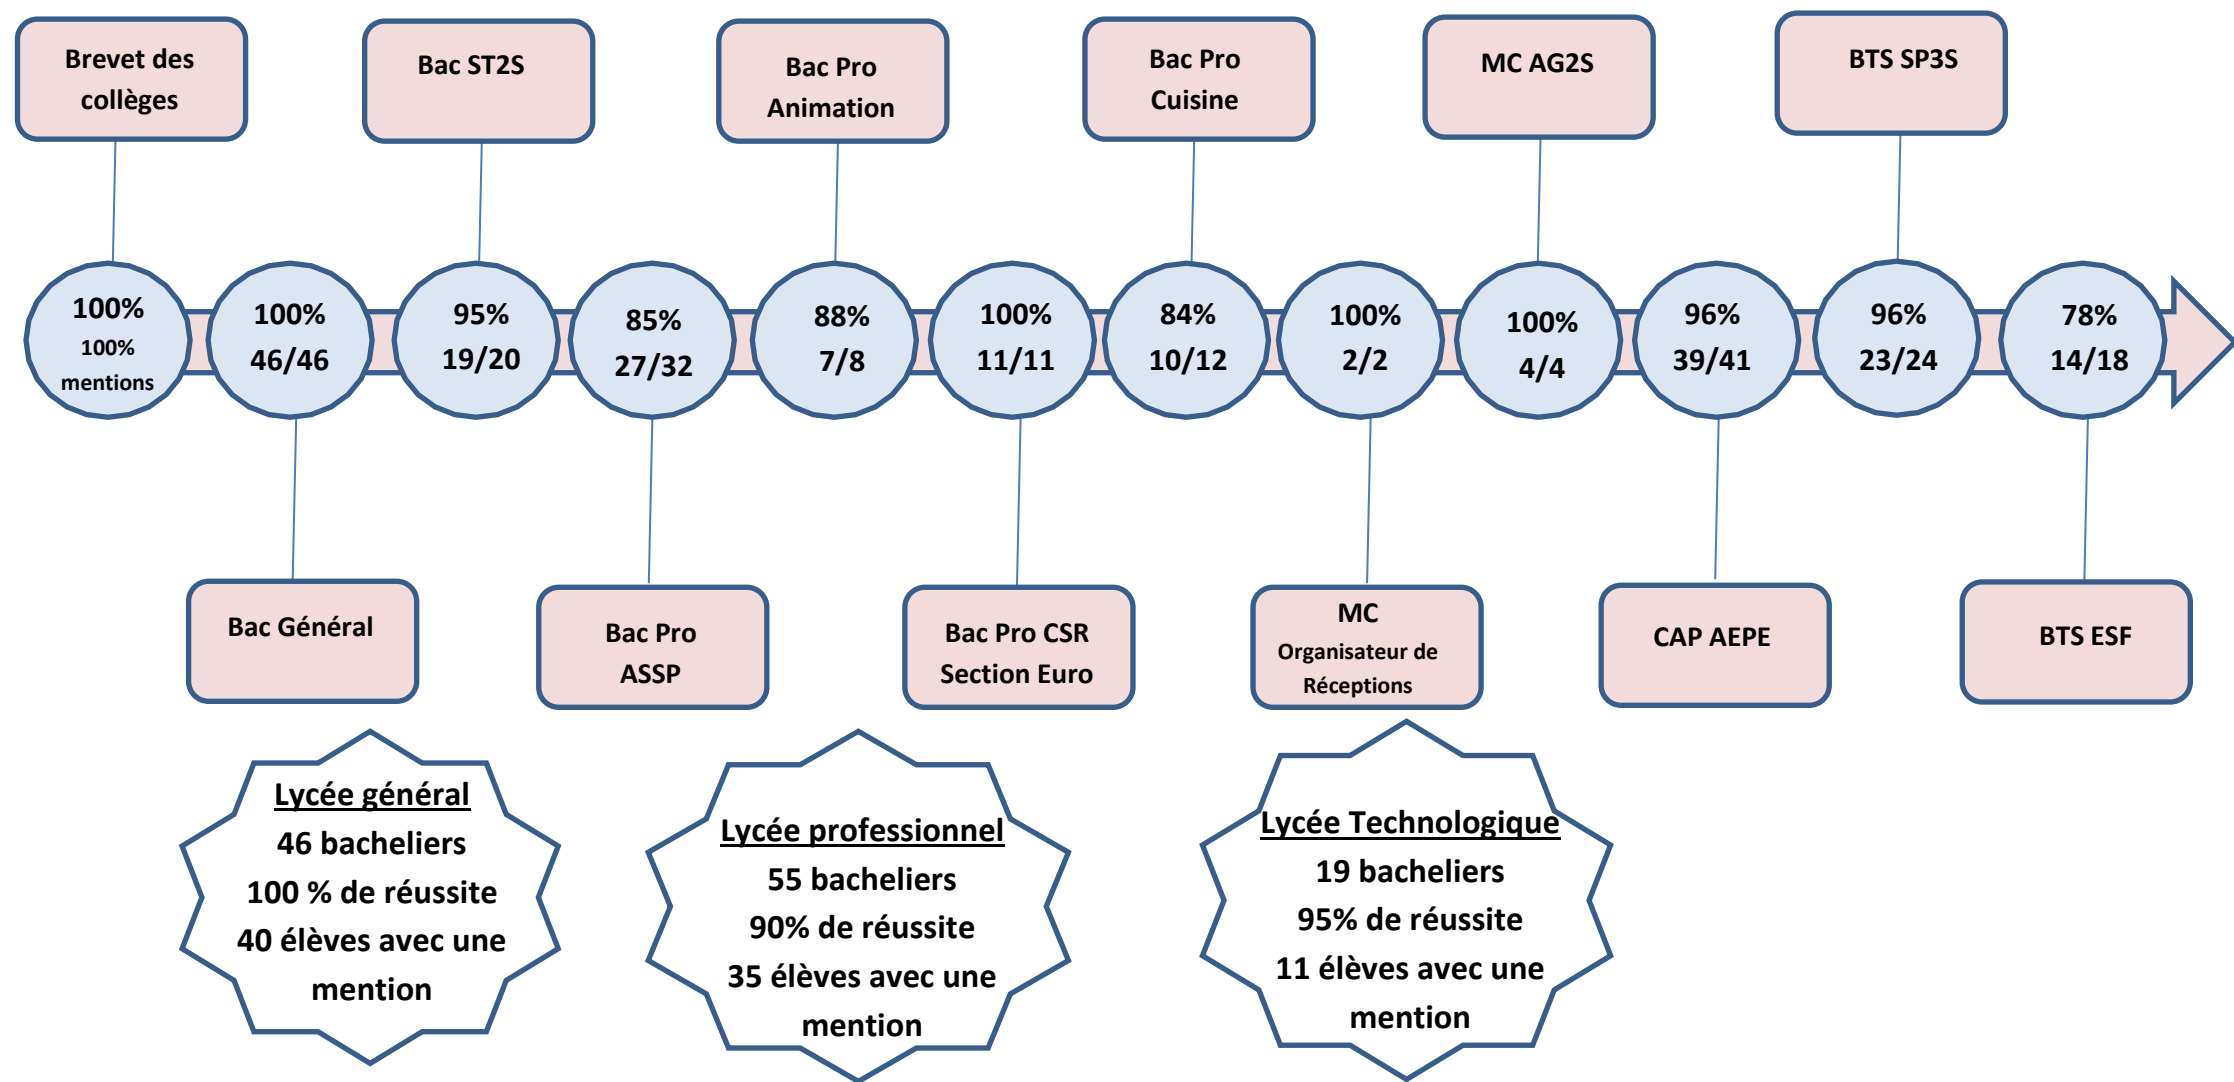 Brevet des
collèges
Bac ST2S
Bac Pro
Animation
Bac Pro
Cuisine
MC AG2S
BTS SP3S
100%
100%
mentions
100%
46/46
95%
19/20
85%
27/32
88%
7/8
100%
11/11
84%
10/12
100%
2/2
100%
4/4
96%
39/41
96%
23/24
78%
14/18
Bac Général
Bac Pro
ASSP
Bac Pro CSR
Section Euro
MC
Organisateur de
Réceptions
CAP AEPE
BTS ESF
Lycée général
46 bacheliers
100 % de réussite
40 élèves avec une
mention
Lycée professionnel
55 bacheliers
90% de réussite
35 élèves avec une
mention
Lycée Technologique
19 bacheliers
95% de réussite
11 élèves avec une
mention